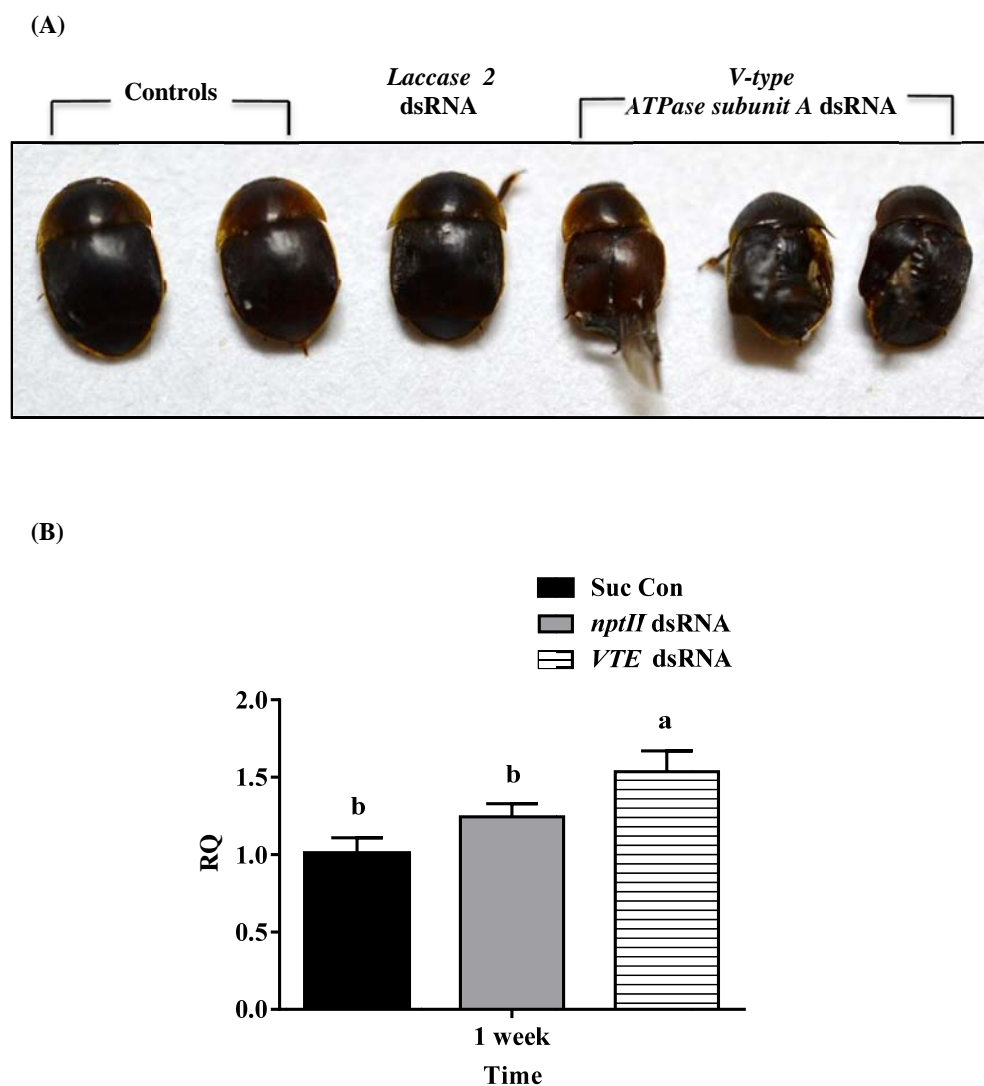 (A)
Controls
Laccase 2
dsRNA
V-type
ATPase subunit A dsRNA
(B)
Suc Con
nptII dsRNA
VTE dsRNA
2.0
1.5
1.0
0.5
0.0
RQ
b
b
a
1 week
Time